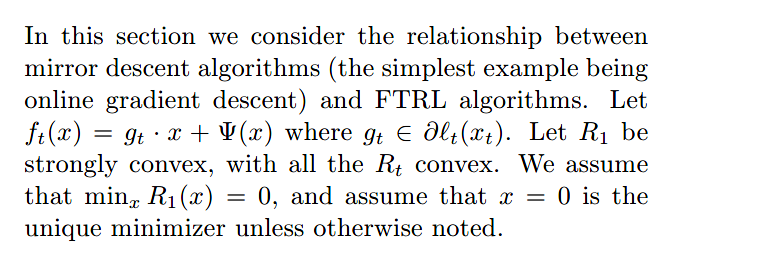 In this section we consider the relationship between
mirror descent algorithms (the simplest example being
online gradient descent) and FTRL algorithms. Let
f_t(x) = g_t · x + Ψ(x) where g_t ∈ ∂ℓ_t(x_t). Let R_1 be
strongly convex, with all the R_t convex. We assume
that min_x R_1(x) = 0, and assume that x = 0 is the
unique minimizer unless otherwise noted.